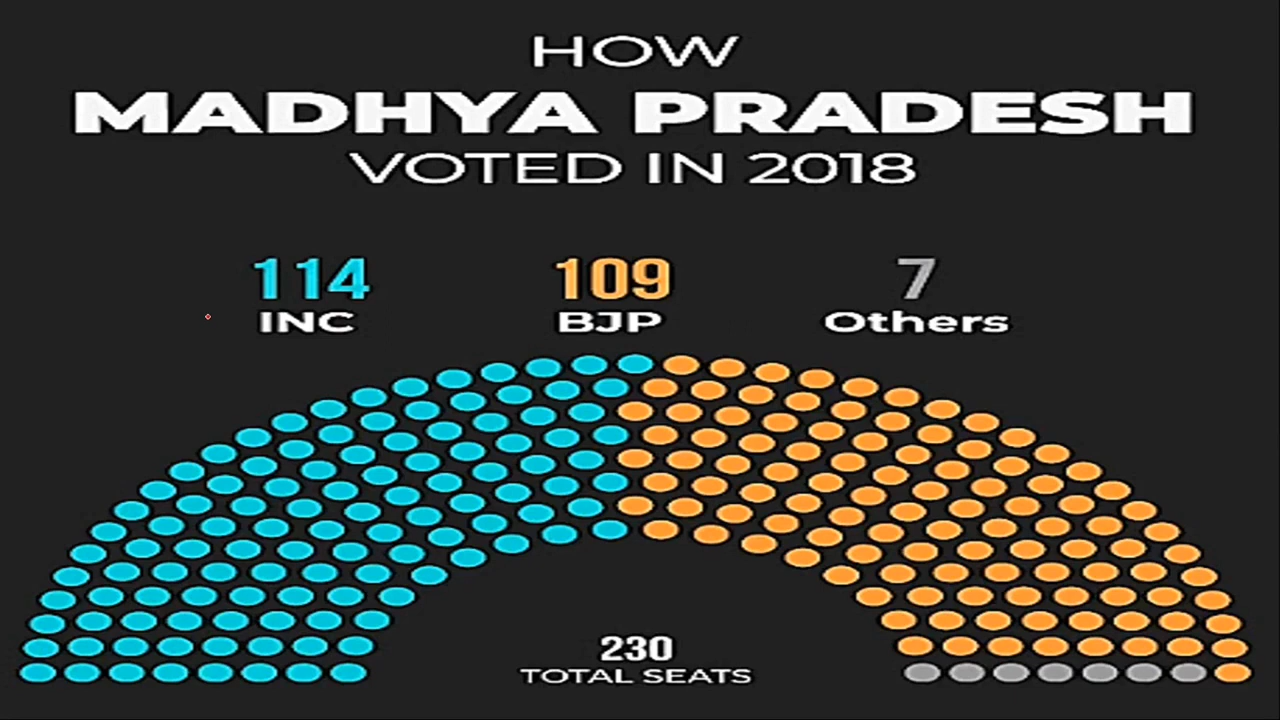 HOW
MADHYA PRADESH
VOTED IN 2018
114 109 7
INC BJP Others
230
TOTAL SEATS